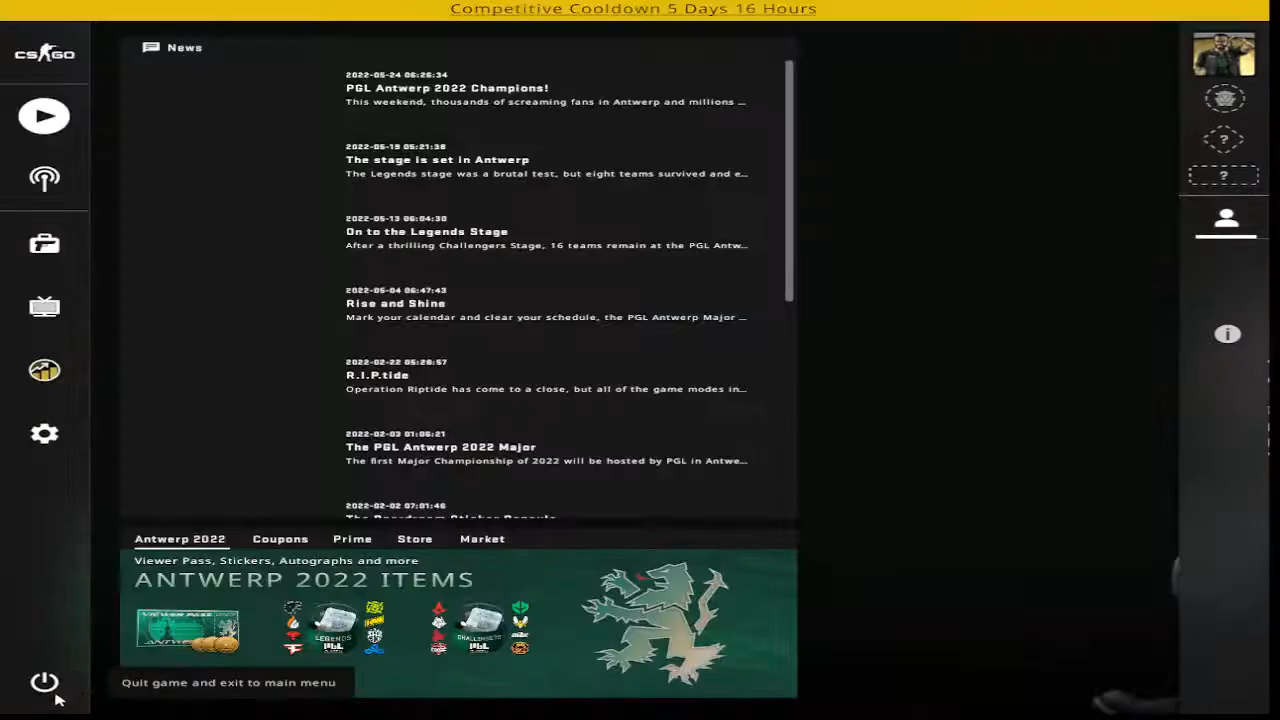 Competitive Cooldown 5 Days 16 Hours
CS GO
News
2022-05-24 06:26:34
PGL Antwerp 2022 Champions!
This weekend, thousands of screaming fans in Antwerp and millions ...
2022-05-19 05:21:38
The stage is set in Antwerp
The Legends stage was a brutal test, but eight teams survived and e...
2022-05-13 06:04:30
On to the Legends Stage
After a thrilling Challengers Stage, 16 teams remain at the PGL Antw...
2022-05-04 06:47:43
Rise and Shine
Mark your calendar and clear your schedule, the PGL Antwerp Major ...
2022-02-22 05:28:57
R.I.P.tide
Operation Riptide has come to a close, but all of the game modes in...
2022-02-03 01:06:21
The PGL Antwerp 2022 Major
The first Major Championship of 2022 will be hosted by PGL in Antwe...
2022-02-02 07:01:46
Antwerp 2022
Coupons
Prime
Store
Market
Viewer Pass, Stickers, Autographs and more
ANTWERP 2022 ITEMS
VIEWER PASS
LEGENDS
PGL
CHALLENGERS
PGL
Quit game and exit to main menu